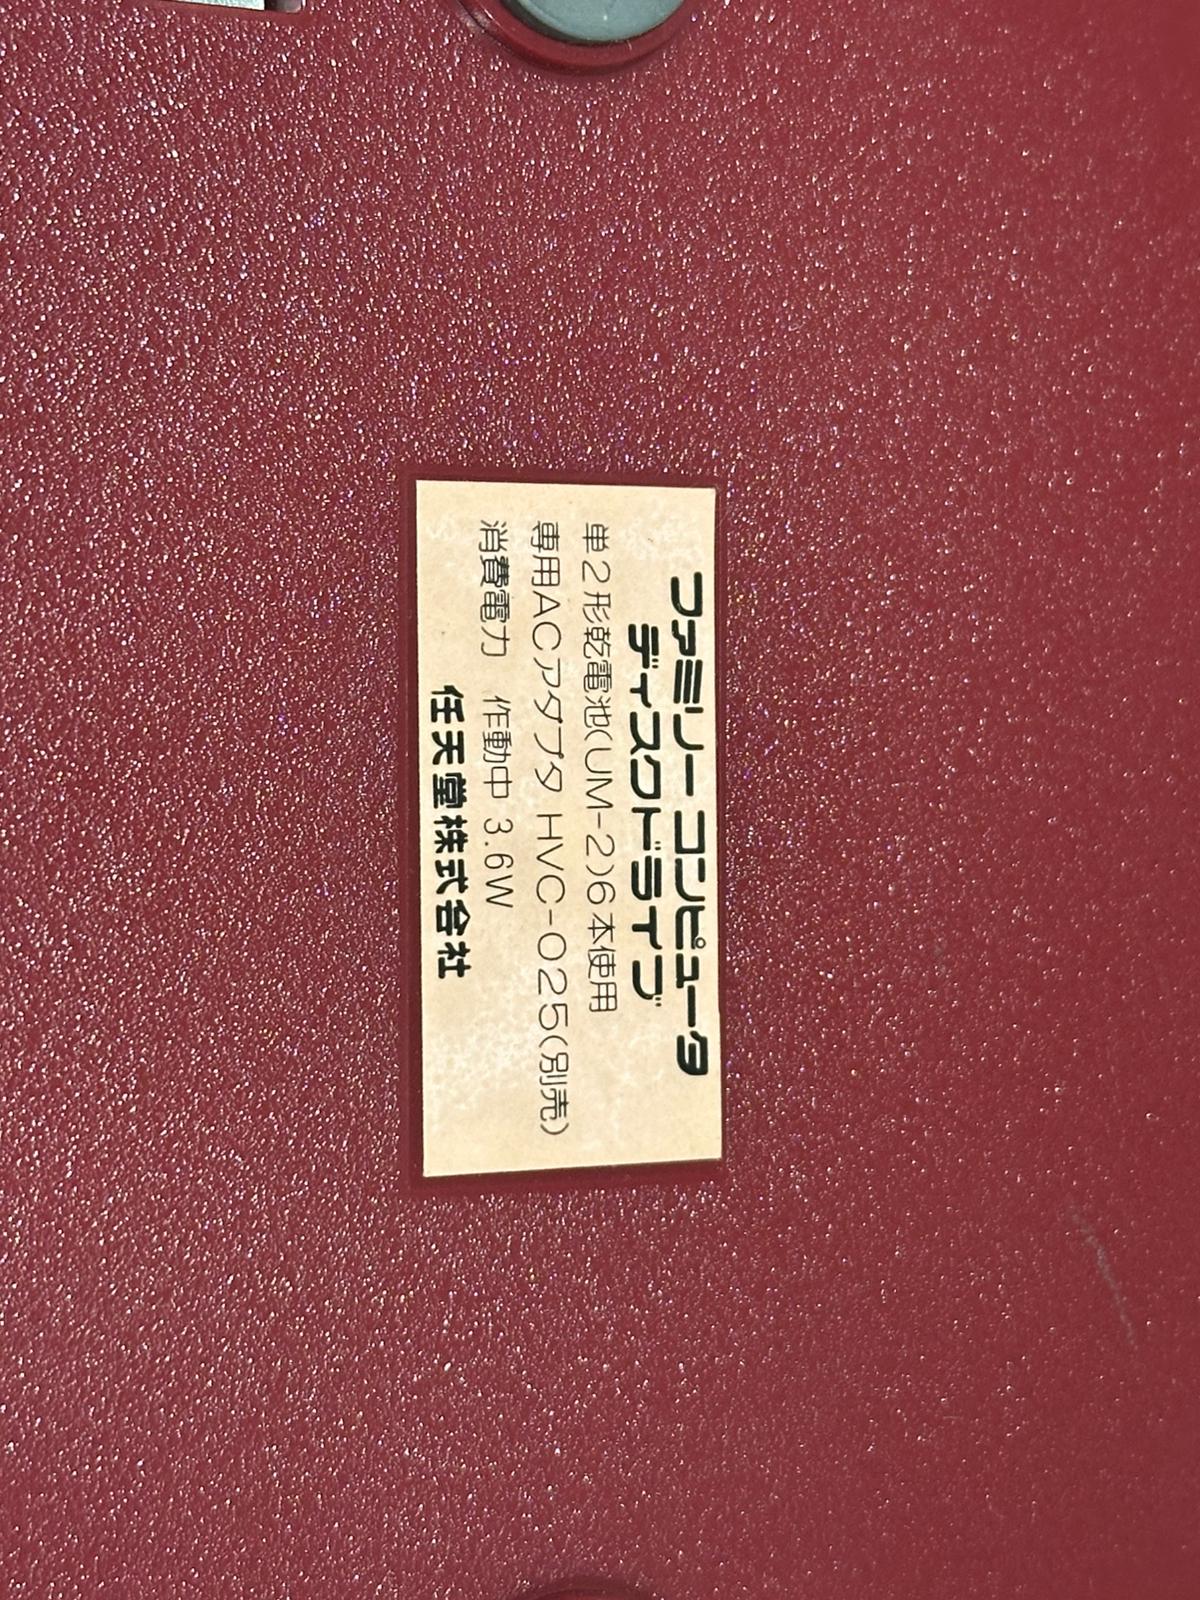 ファミリー コンピュータ
ディスクドライブ
単2形乾電池(UM-2)6本使用
専用ACアダプタ HVC-025(別売)
消費電力 作動中 3.6W
任天堂株式会社